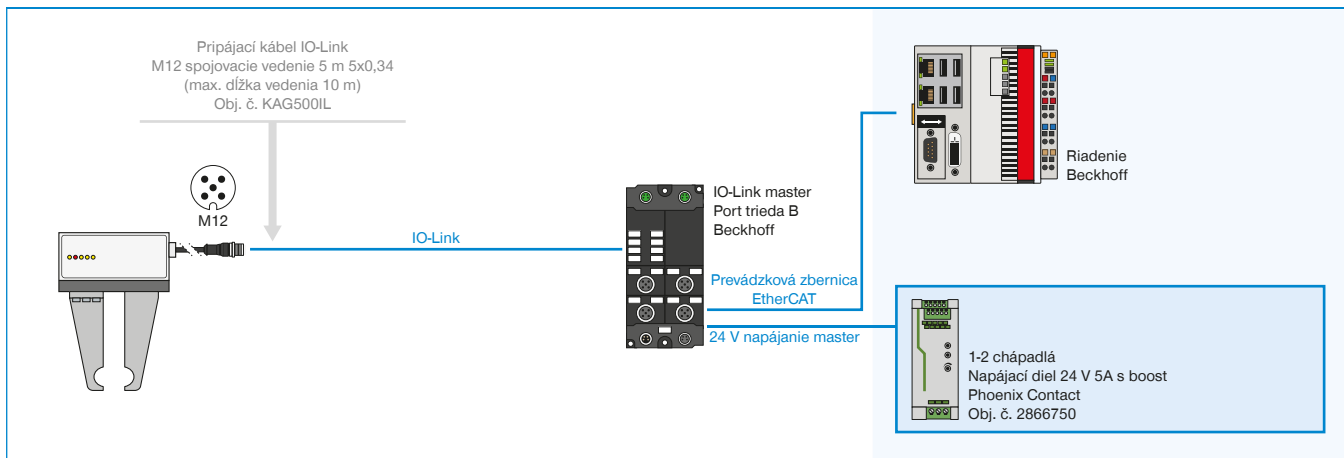 Pripájací kábel IO-Link
M12 spojovacie vedenie 5 m 5x0,34
(max. dĺžka vedenia 10 m)
Obj. č. KAG500IL
M12
IO-Link
IO-Link master
Port trieda B
Beckhoff
Prevádzková zbernica
EtherCAT
24 V napájanie master
Riadenie
Beckhoff
1-2 chápadlá
Napájací diel 24 V 5A s boost
Phoenix Contact
Obj. č. 2866750